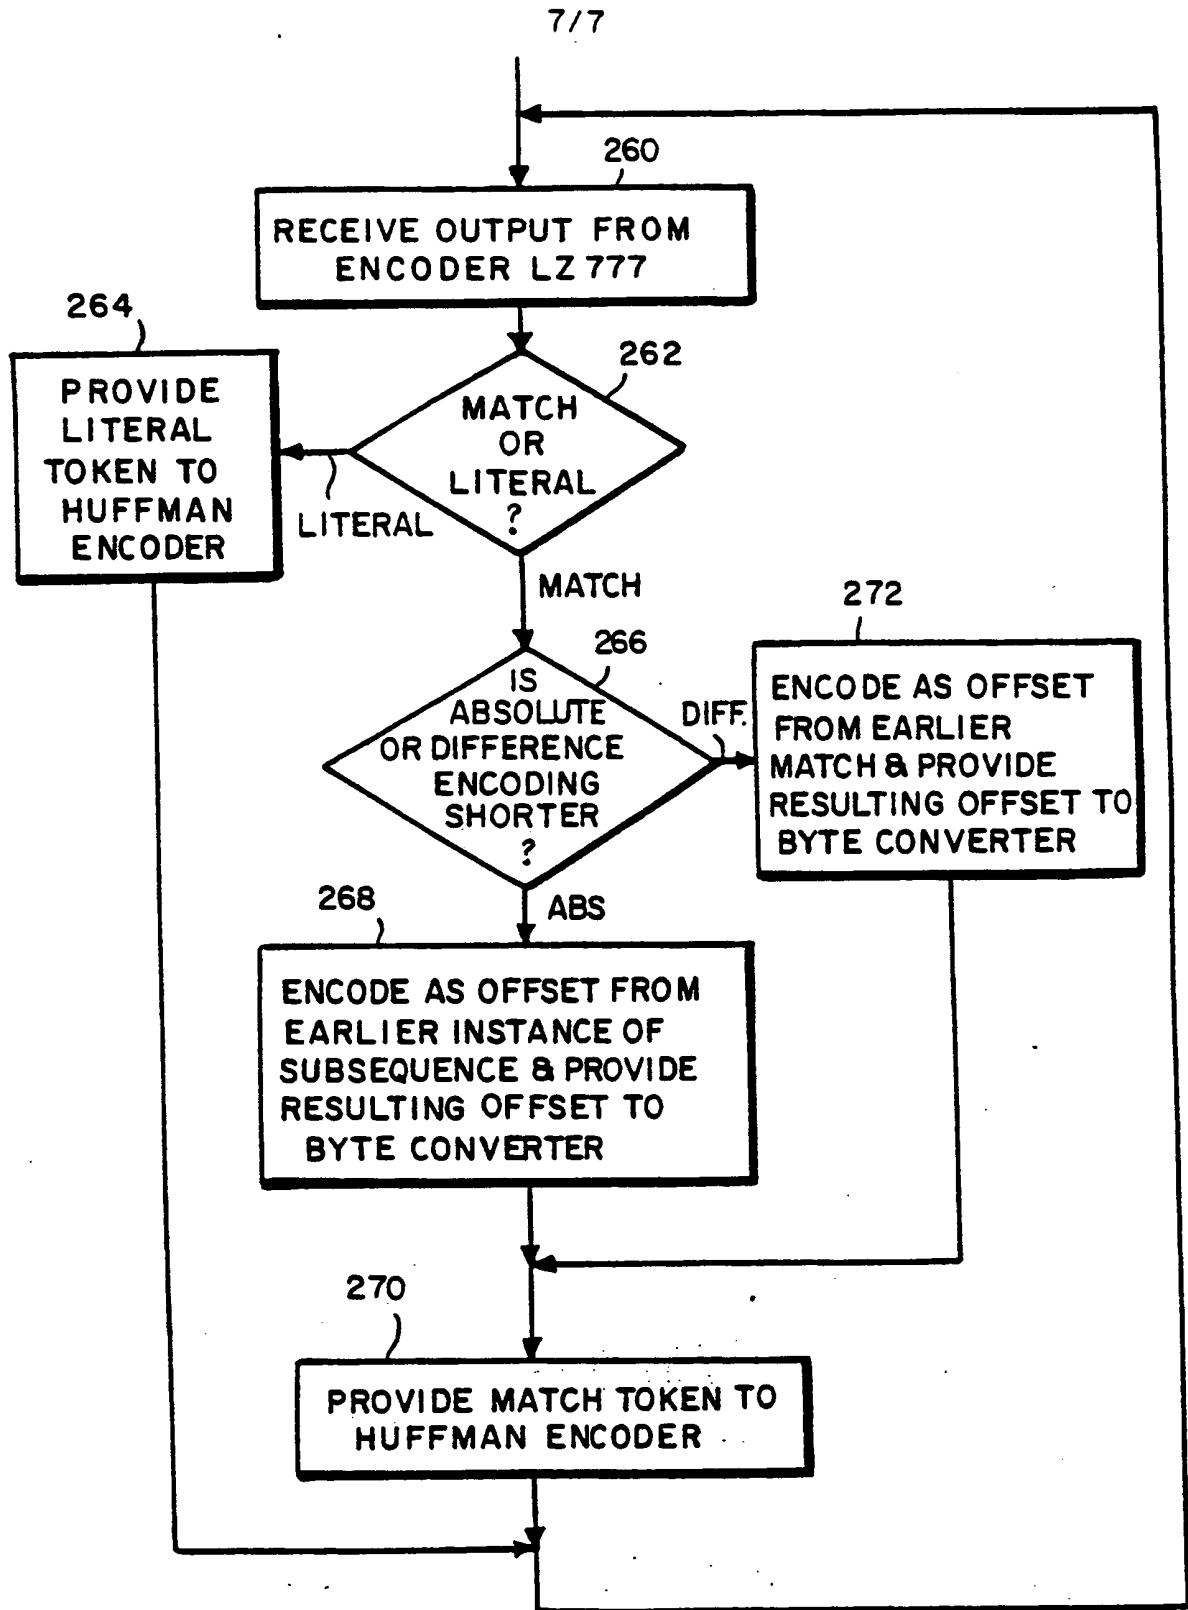 7/7
260
RECEIVE OUTPUT FROM
ENCODER LZ777
264
PROVIDE
LITERAL
TOKEN TO
HUFFMAN
ENCODER
262
MATCH
OR
LITERAL
?
LITERAL
MATCH
266
IS
ABSOLUTE
OR DIFFERENCE
ENCODING
SHORTER
?
DIFF.
272
ENCODE AS OFFSET
FROM EARLIER
MATCH & PROVIDE
RESULTING OFFSET TO
BYTE CONVERTER
ABS
268
ENCODE AS OFFSET FROM
EARLIER INSTANCE OF
SUBSEQUENCE & PROVIDE
RESULTING OFFSET TO
BYTE CONVERTER
270
PROVIDE MATCH TOKEN TO
HUFFMAN ENCODER